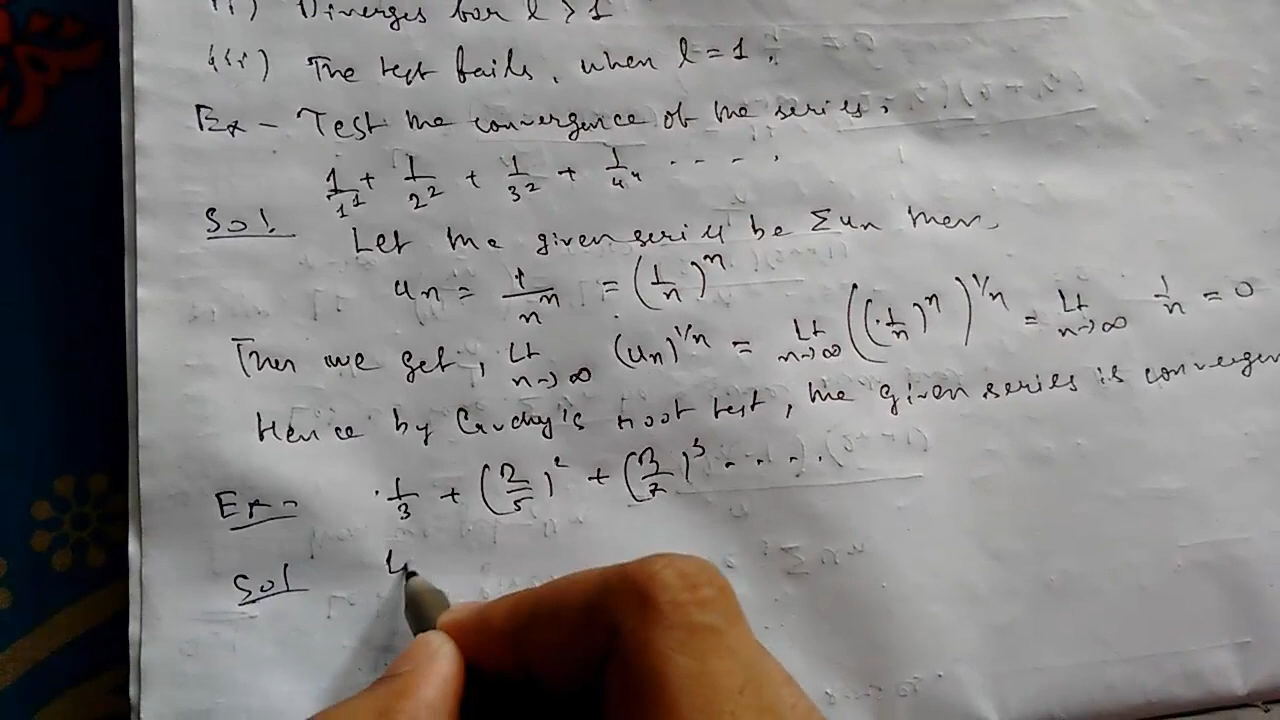 (ii) Diverges for l > 1
(iii) The test fails, when l = 1.
Ex - Test the convergence of the series,
1/1^1 + 1/2^2 + 1/3^2 + 1/4^4 ....
Sol Let the given series be Σun then,
un = 1/n^n = (1/n)^n
Then we get, Lt n→∞ (un)^1/n = Lt n→∞ ((1/n)^n)^1/n = Lt n→∞ 1/n = 0
Hence by Cauchy's root test, the given series is convergen
Ex - 1/3 + (2/5)^2 + (3/7)^3 .....
Sol